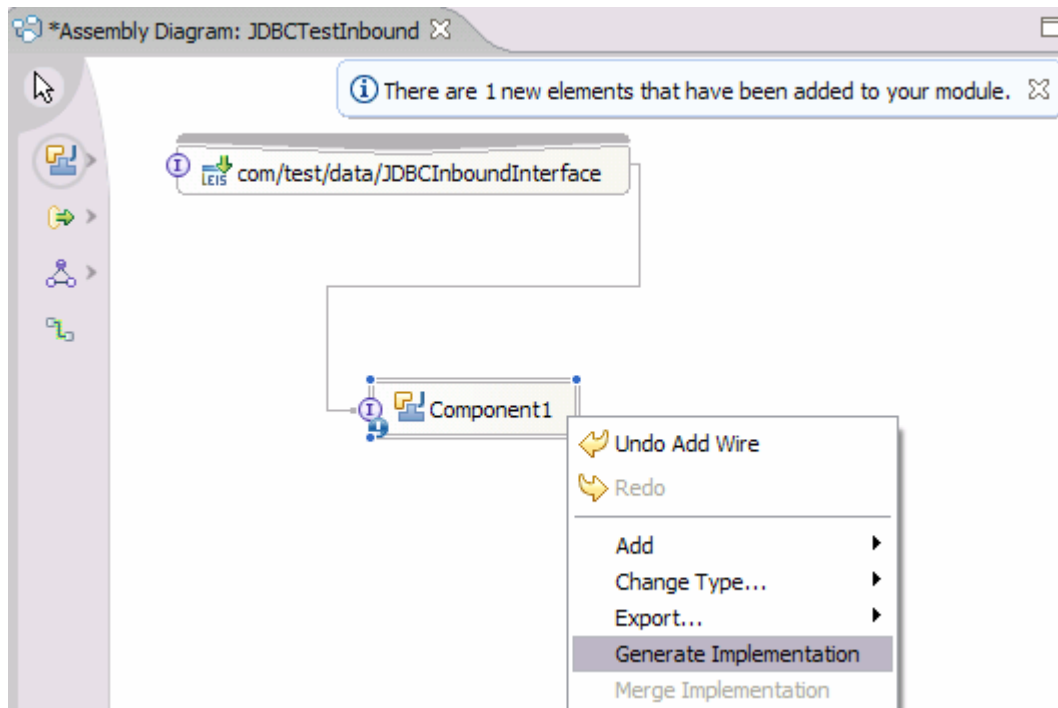 *Assembly Diagram: JDBCTestInbound
There are 1 new elements that have been added to your module.
I
EIS com/test/data/JDBCInboundInterface
I
Component1
Undo Add Wire
Redo
Add
Change Type...
Export...
Generate Implementation
Merge Implementation